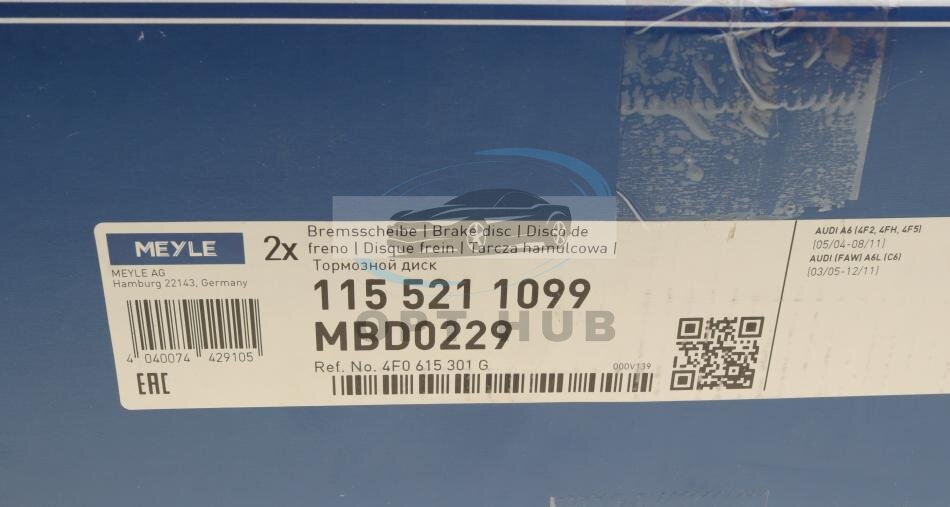 MEYLE
MEYLE AG
Hamburg 22143, Germany
4 040074 429105
EAC
2x
Bremsscheibe | Brake disc | Disco de
freno | Disque frein | Tarcza hamulcowa |
Тормозной диск
115 521 1099
MBD0229
OPT HUB
Ref. No. 4F0 615 301 G
000V139
AUDI A6 (4F2, 4FH, 4F5)
(05/04-08/11)
AUDI (FAW) A6L (C6)
(03/05-12/11)